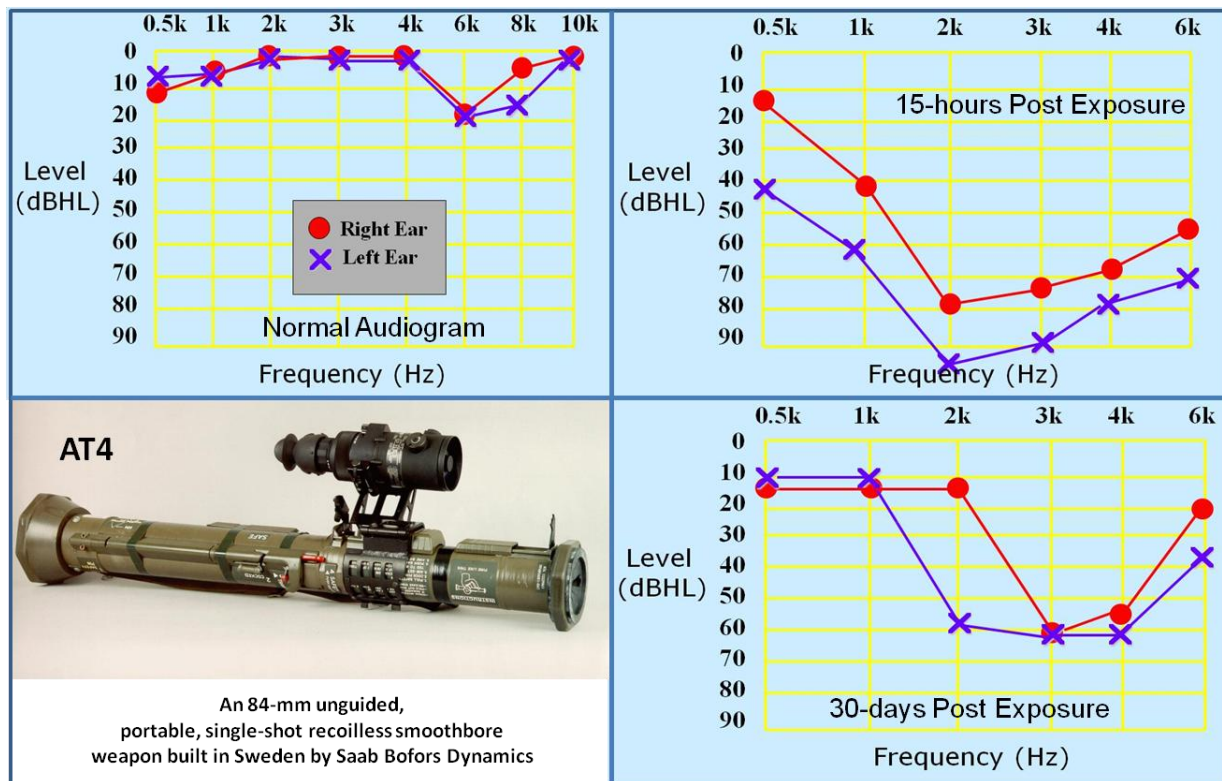 0.5k 1k 2k 3k 4k 6k 8k 10k
0
10
20
30
40
50
60
70
80
90
Level
(dBHL)
Right Ear
Left Ear
Normal Audiogram
Frequency (Hz)
0.5k 1k 2k 3k 4k 6k
0
10
20
30
40
50
60
70
80
90
Level
(dBHL)
15-hours Post Exposure
Frequency (Hz)
AT4
SAFE
An 84-mm unguided,
portable, single-shot recoilless smoothbore
weapon built in Sweden by Saab Bofors Dynamics
0.5k 1k 2k 3k 4k 6k
0
10
20
30
40
50
60
70
80
90
Level
(dBHL)
30-days Post Exposure
Frequency (Hz)